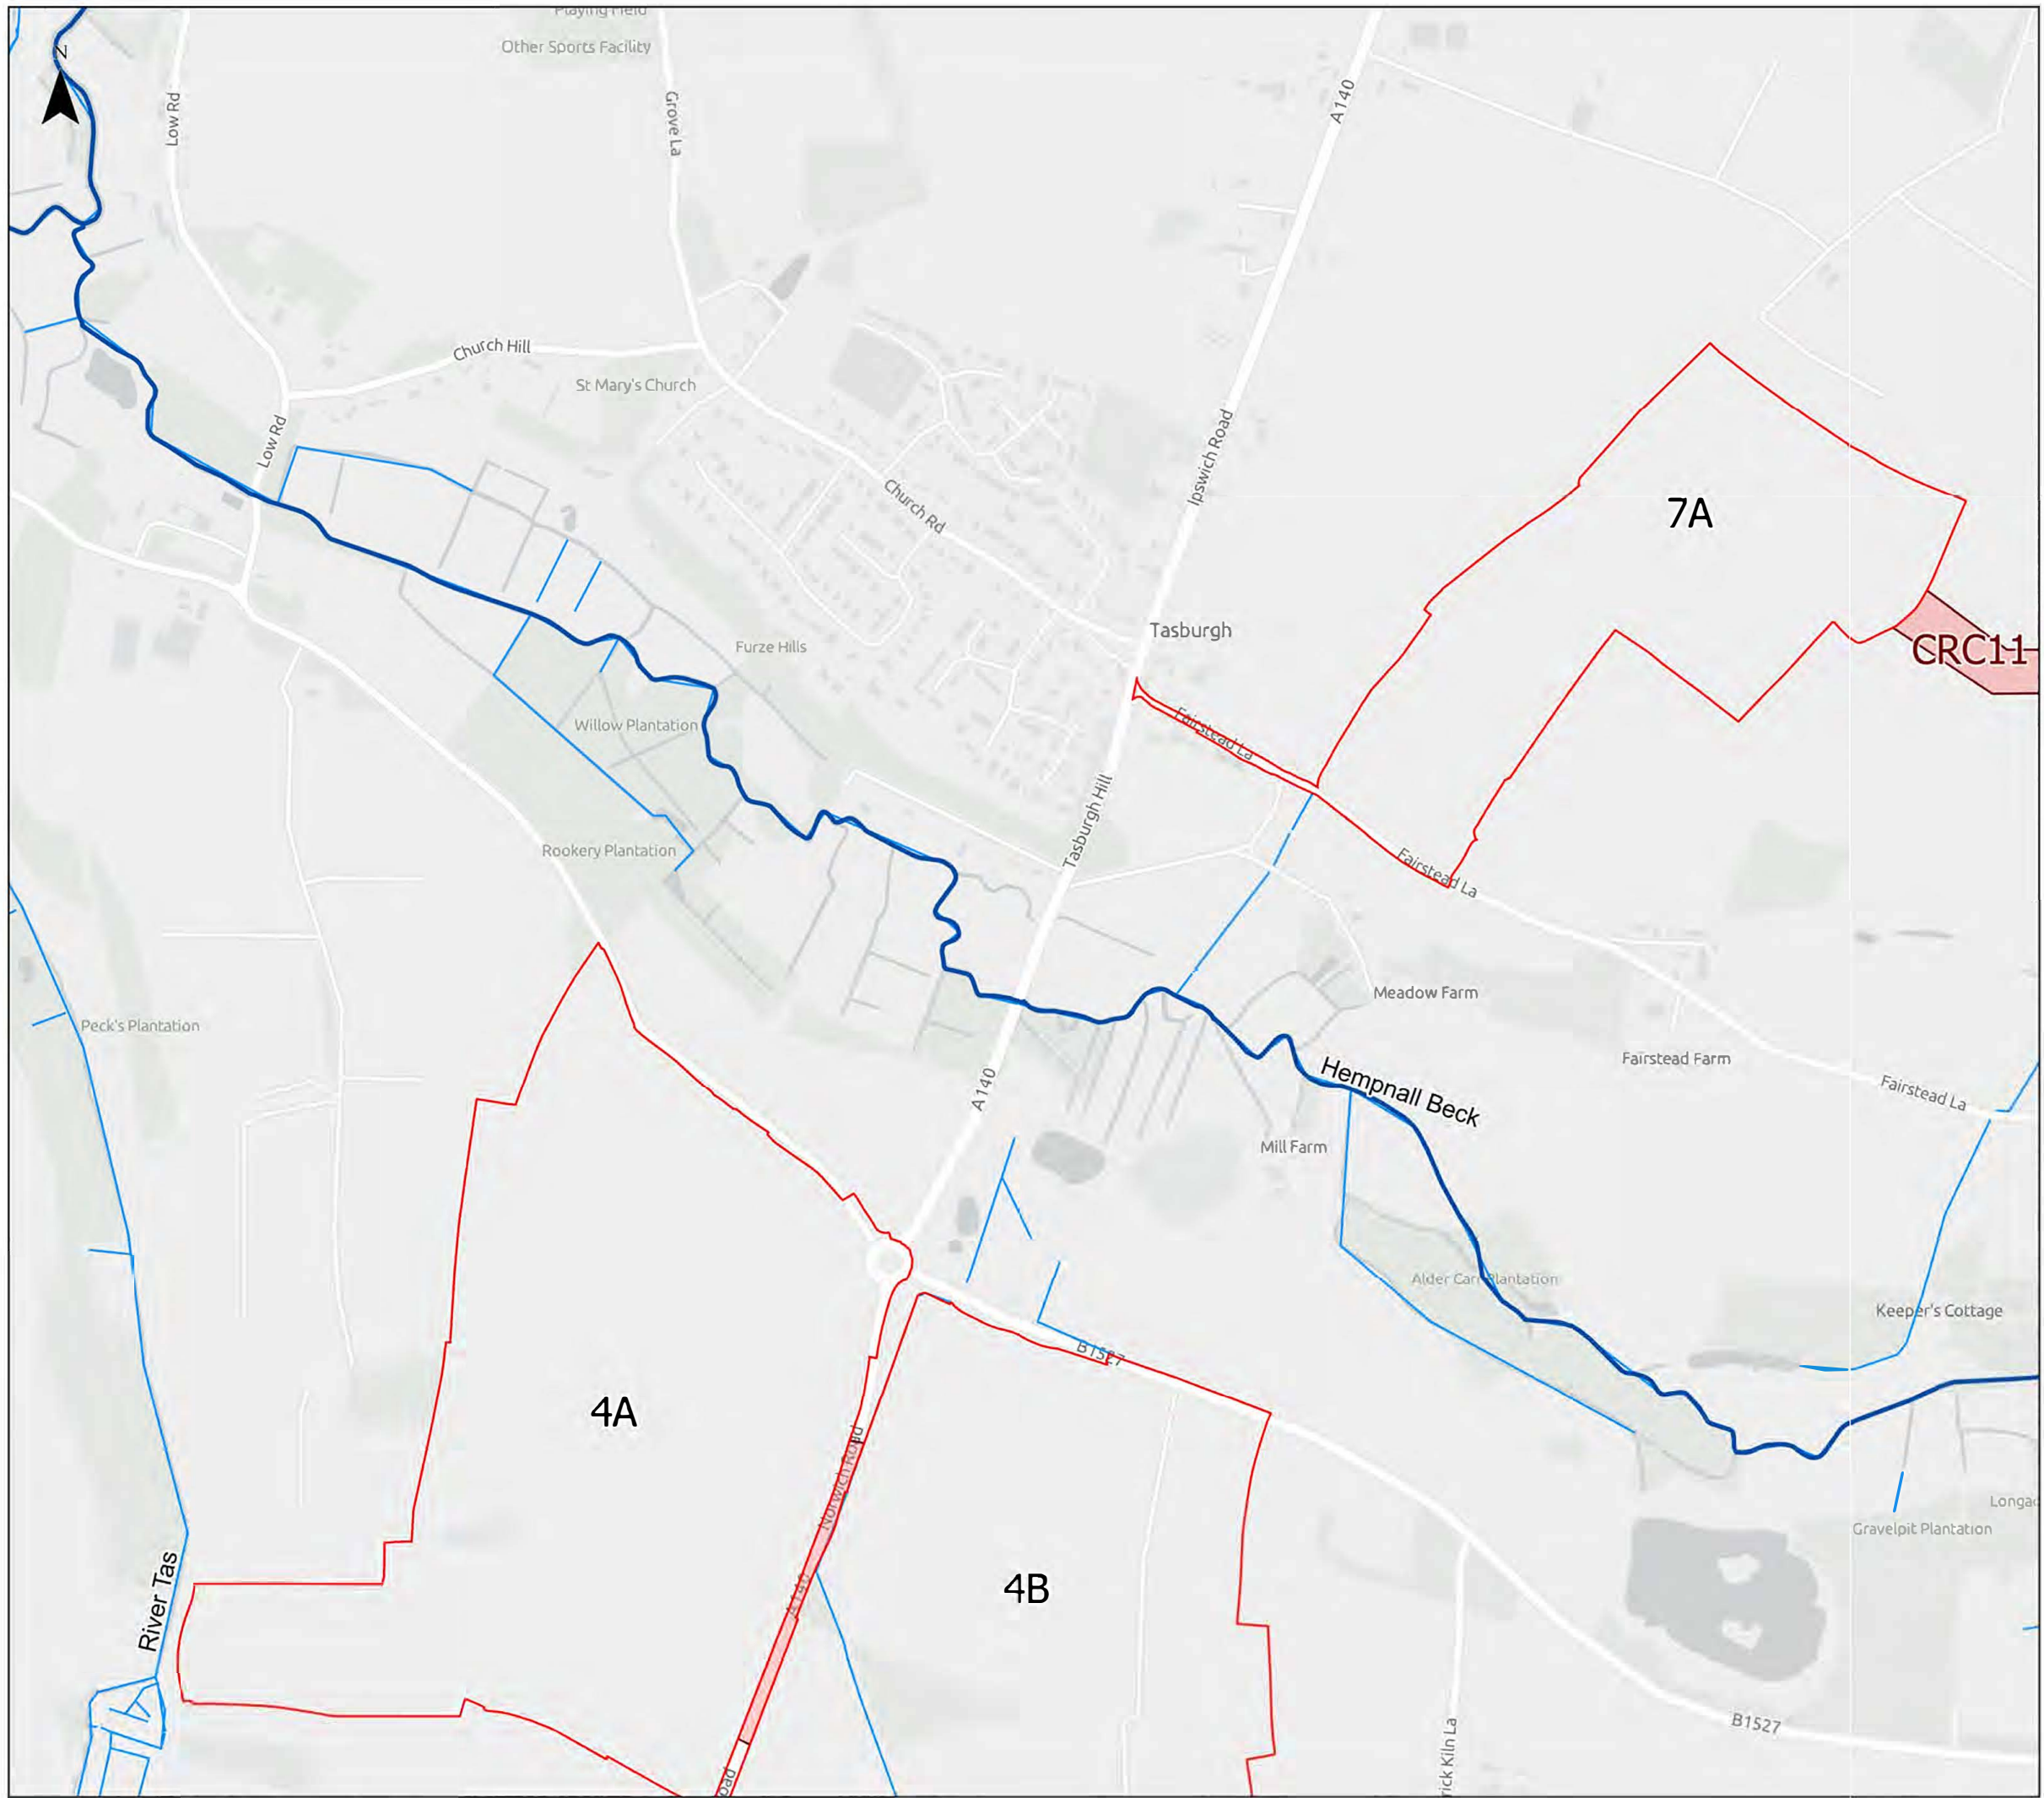 Playing Field
Other Sports Facility
N
Low Rd
Grove La
A140
Church Hill
St Mary's Church
Low Rd
Ipswich Road
Church Rd
7A
Tasburgh
Furze Hills
CRC11
Willow Plantation
Fairstead La
Tasburgh Hill
Rookery Plantation
Fairstead La
Meadow Farm
Peck's Plantation
Fairstead Farm
A140
Hempnall Beck
Fairstead La
Mill Farm
Alder Carr Plantation
Keeper's Cottage
B1527
4A
Norwich Road
Gravelpit Plantation
4B
A140
River Tas
B1527